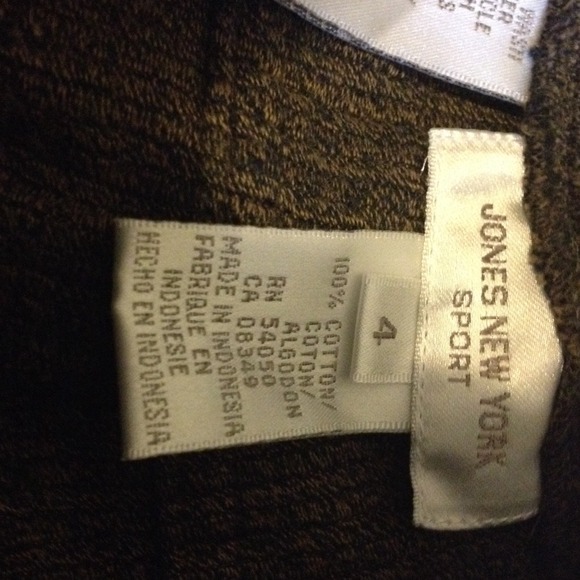 JONES NEW YORK
SPORT
4
100% COTTON/
COTON/
ALGODON
RN 54050
CA 08349
MADE IN INDONESIA
FABRIQUE EN
INDONESIE
HECHO EN INDONESIA